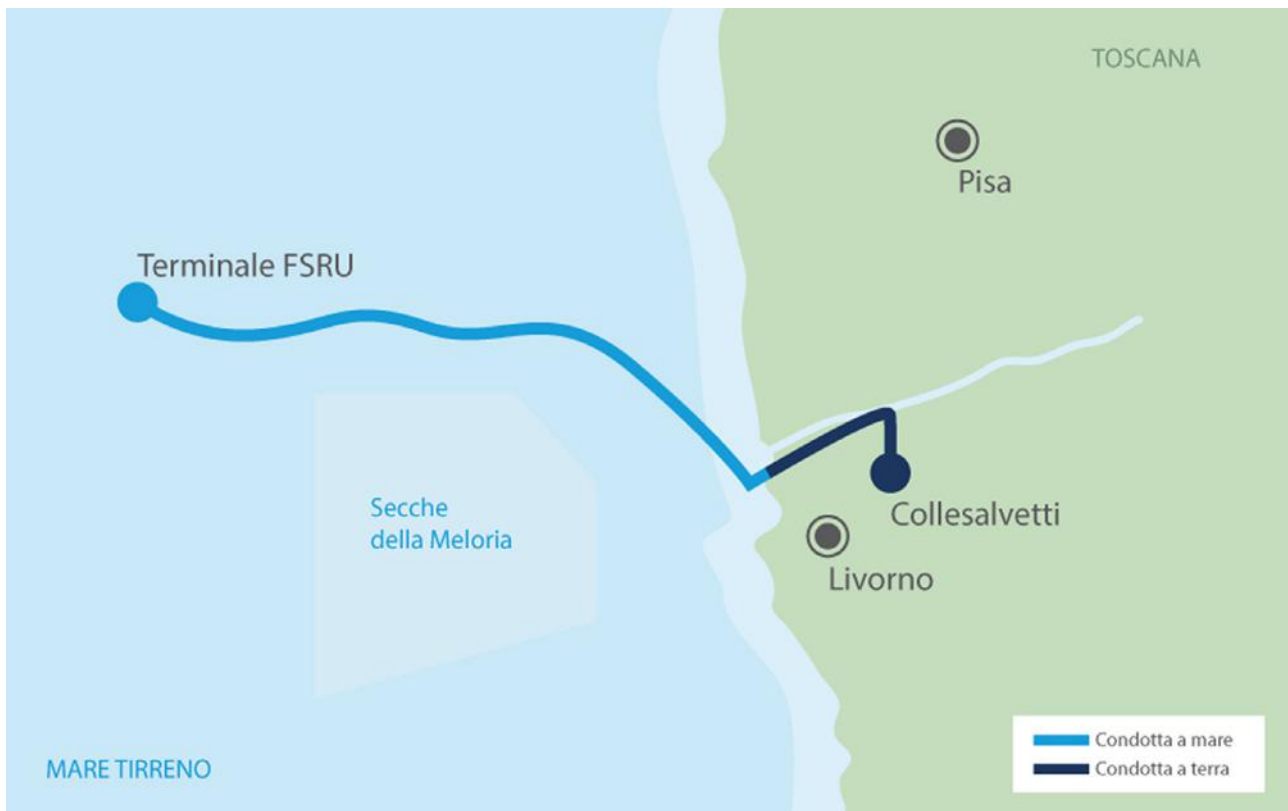 TOSCANA
Pisa
Terminale FSRU
Secche
della Meloria
Collesalvetti
Livorno
MARE TIRRENO
Condotta a mare
Condotta a terra